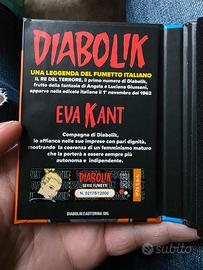 DIABOLIK
UNA LEGGENDA DEL FUMETTO ITALIANO
IL RE DEL TERRORE, il primo numero di Diabolik,
frutto della fantasia di Angela e Luciana Giussani,
apparve nelle edicole italiane il 1° novembre del 1962
EVA KANT
Compagna di Diabolik,
lo affianca nelle sue imprese con pari dignità,
mostrando la coerenza di un femminismo maturo
che la porterà a essere sempre più
autonoma e indipendente.
DIABOLIK
SERIE FUMETTI
N. 02175/12000
2023
DIABOLIK©ASTORINA SRL
subito